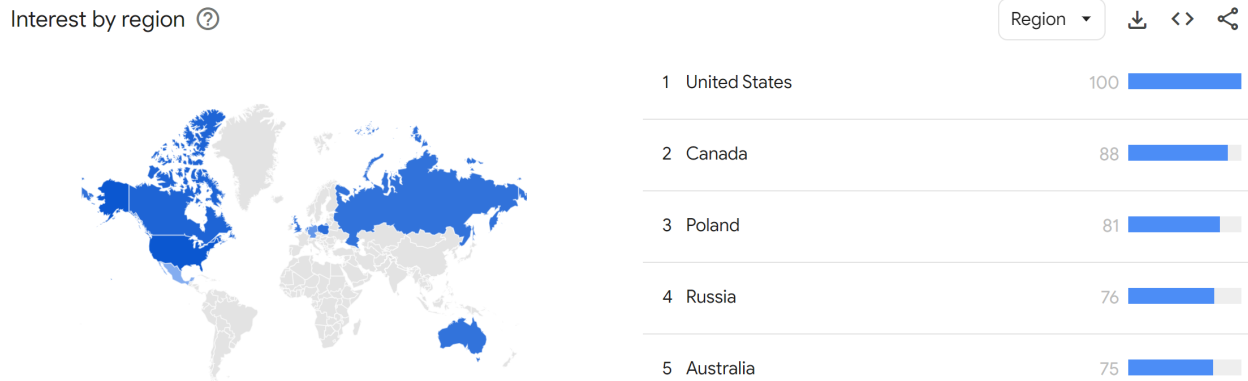 Interest by region
Region
1 United States 100
2 Canada 88
3 Poland 81
4 Russia 76
5 Australia 75